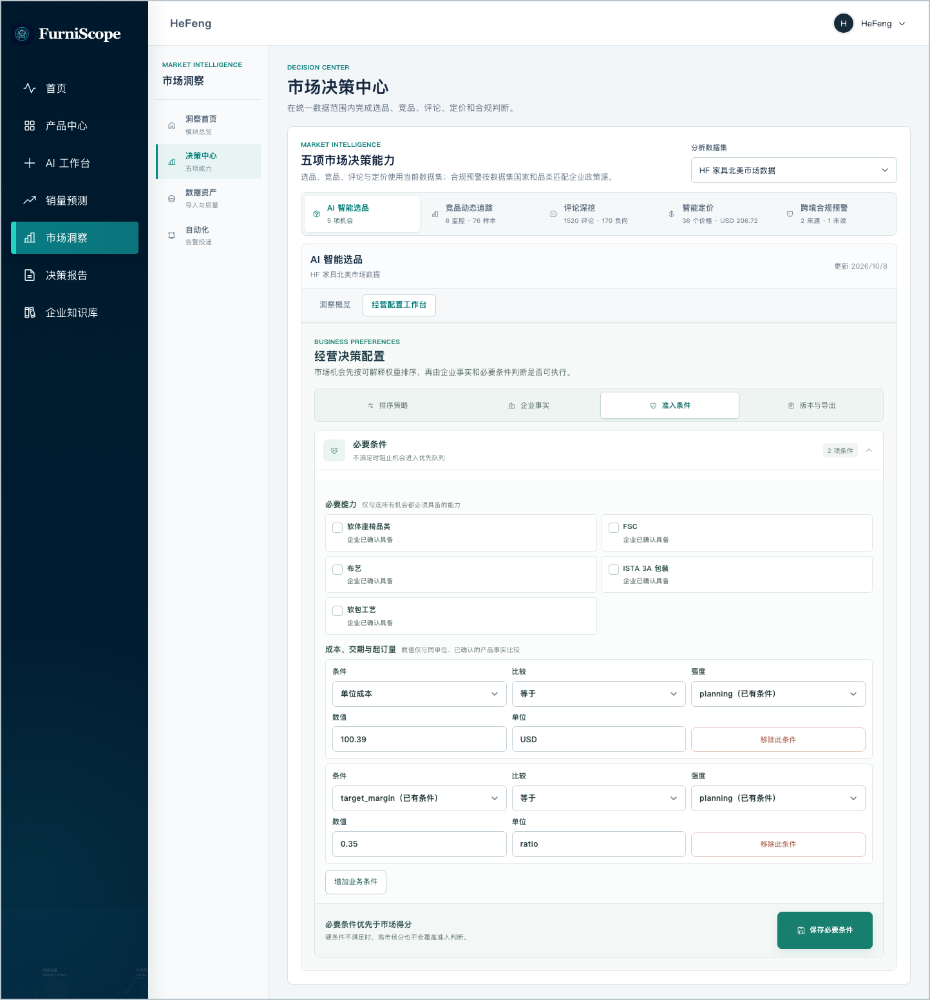 FurniScope
首页
产品中心
AI 工作台
销量预测
市场洞察
决策报告
企业知识库
HeFeng
H
HeFeng
MARKET INTELLIGENCE
市场洞察
洞察首页
模块总览
决策中心
五项能力
数据资产
导入与质量
自动化
告警投递
DECISION CENTER
市场决策中心
在统一数据范围内完成选品、竞品、评论、定价和合规判断。
MARKET INTELLIGENCE
五项市场决策能力
选品、竞品、评论与定价使用当前数据集；合规预警按数据集国家和品类匹配企业政策源。
分析数据集
HF 家具北美市场数据
AI 智能选品
5 项机会
竞品动态追踪
6 监控 · 76 样本
评论深挖
1520 评论 · 170 负向
智能定价
36 个价格 · USD 206.72
跨境合规预警
2 来源 · 1 未读
AI 智能选品
HF 家具北美市场数据
更新 2026/10/8
洞察概览
经营配置工作台
BUSINESS PREFERENCES
经营决策配置
市场机会先按可解释权重排序，再由企业事实和必要条件判断是否可执行。
排序策略
企业事实
准入条件
版本与导出
必要条件
不满足时阻止机会进入优先队列
2 项条件
必要能力 仅勾选所有机会都必须具备的能力
软体座椅品类
企业已确认具备
FSC
企业已确认具备
布艺
企业已确认具备
ISTA 3A 包装
企业已确认具备
软包工艺
企业已确认具备
成本、交期与起订量 数值仅与同单位、已确认的产品事实比较
条件
比较
强度
单位成本
等于
planning（已有条件）
数值
单位
100.39
USD
移除此条件
条件
比较
强度
target_margin（已有条件）
等于
planning（已有条件）
数值
单位
0.35
ratio
移除此条件
增加业务条件
必要条件优先于市场得分
硬条件不满足时，高市场分也不会覆盖准入判断。
保存必要条件